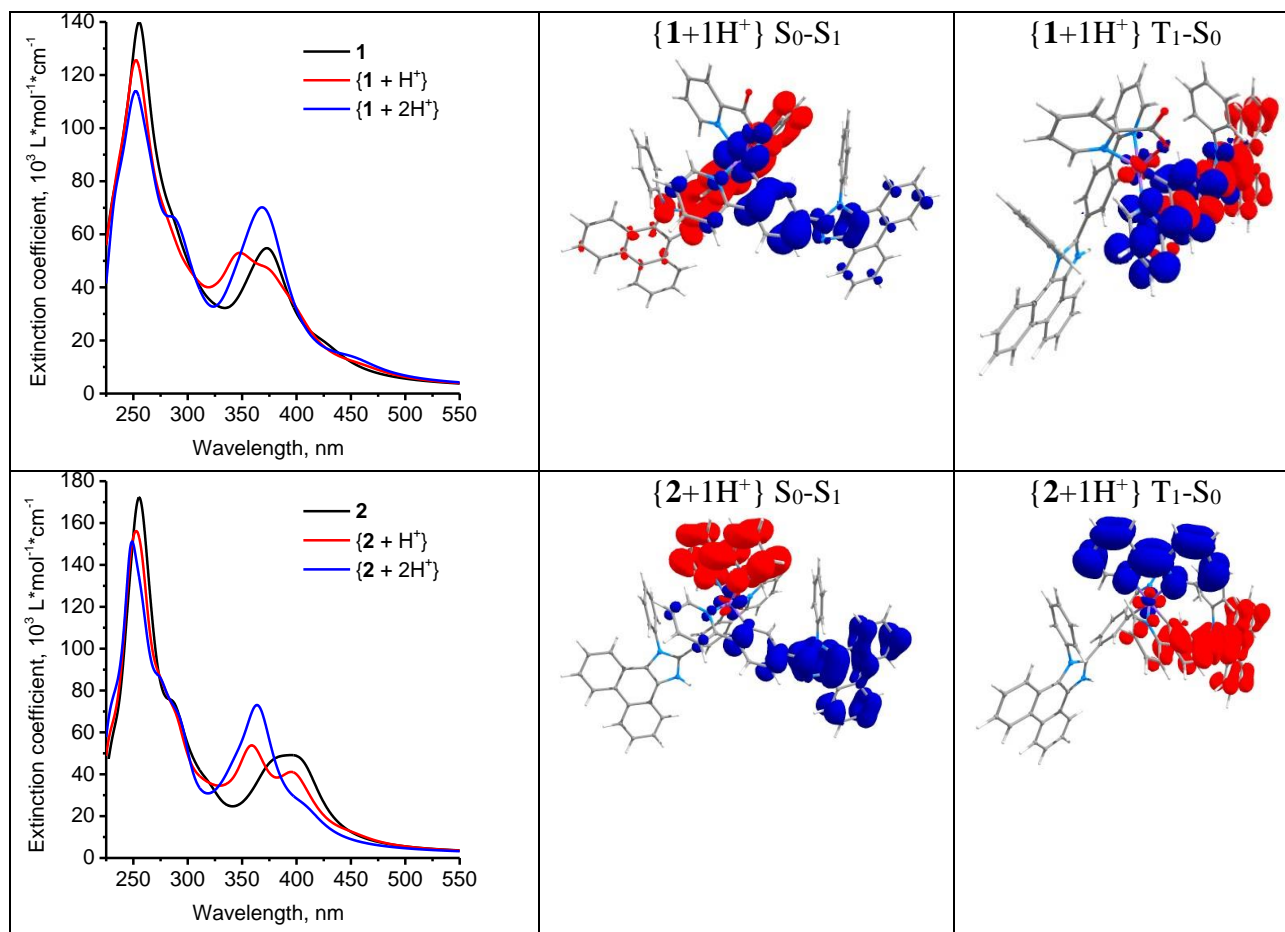 140
120
100
80
60
40
20
0
Extinction coefficient, 10³ L*mol⁻¹*cm⁻¹
1
{1 + H⁺}
{1 + 2H⁺}
250 300 350 400 450 500 550
Wavelength, nm
{1+1H⁺} S₀-S₁
{1+1H⁺} T₁-S₀
180
160
140
120
100
80
60
40
20
0
Extinction coefficient, 10³ L*mol⁻¹*cm⁻¹
2
{2 + H⁺}
{2 + 2H⁺}
250 300 350 400 450 500 550
Wavelength, nm
{2+1H⁺} S₀-S₁
{2+1H⁺} T₁-S₀